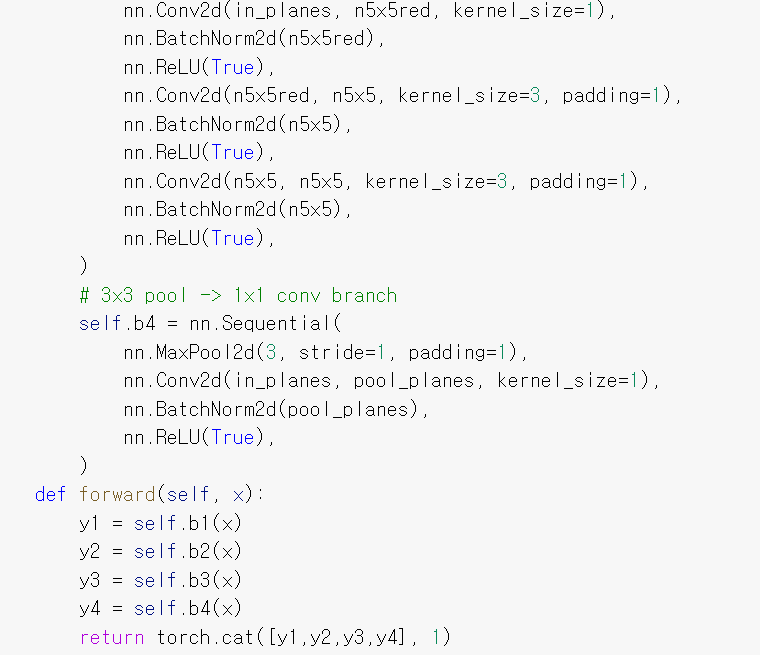 nn.Conv2d(in_planes, n5x5red, kernel_size=1),
nn.BatchNorm2d(n5x5red),
nn.ReLU(True),
nn.Conv2d(n5x5red, n5x5, kernel_size=3, padding=1),
nn.BatchNorm2d(n5x5),
nn.ReLU(True),
nn.Conv2d(n5x5, n5x5, kernel_size=3, padding=1),
nn.BatchNorm2d(n5x5),
nn.ReLU(True),
)
# 3x3 pool -> 1x1 conv branch
self.b4 = nn.Sequential(
nn.MaxPool2d(3, stride=1, padding=1),
nn.Conv2d(in_planes, pool_planes, kernel_size=1),
nn.BatchNorm2d(pool_planes),
nn.ReLU(True),
)
def forward(self, x):
y1 = self.b1(x)
y2 = self.b2(x)
y3 = self.b3(x)
y4 = self.b4(x)
return torch.cat([y1,y2,y3,y4], 1)